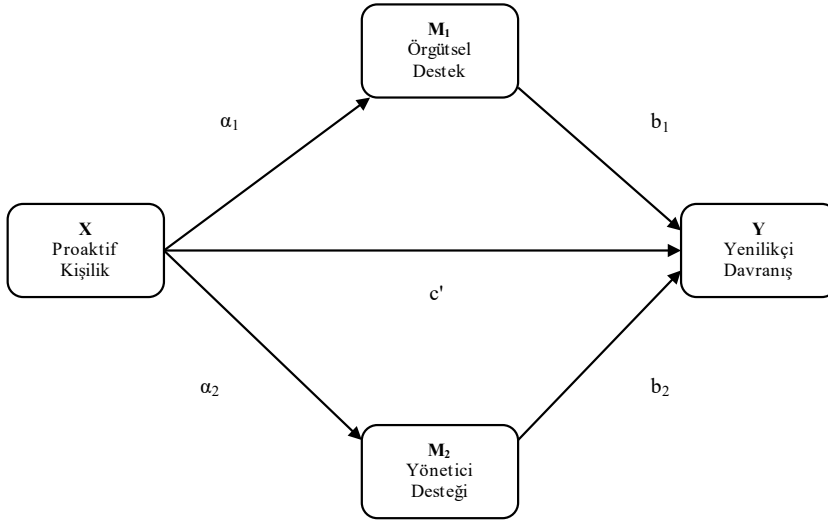 M₁
Örgütsel
Destek
α₁
b₁
X
Proaktif
Kişilik
Y
Yenilikçi
Davranış
c'
α₂
b₂
M₂
Yönetici
Desteği